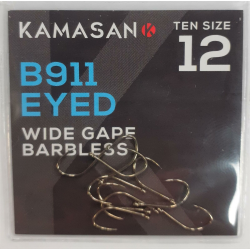 KAMASAN K
TEN SIZE
12
B911
EYED
WIDE GAPE
BARBLESS